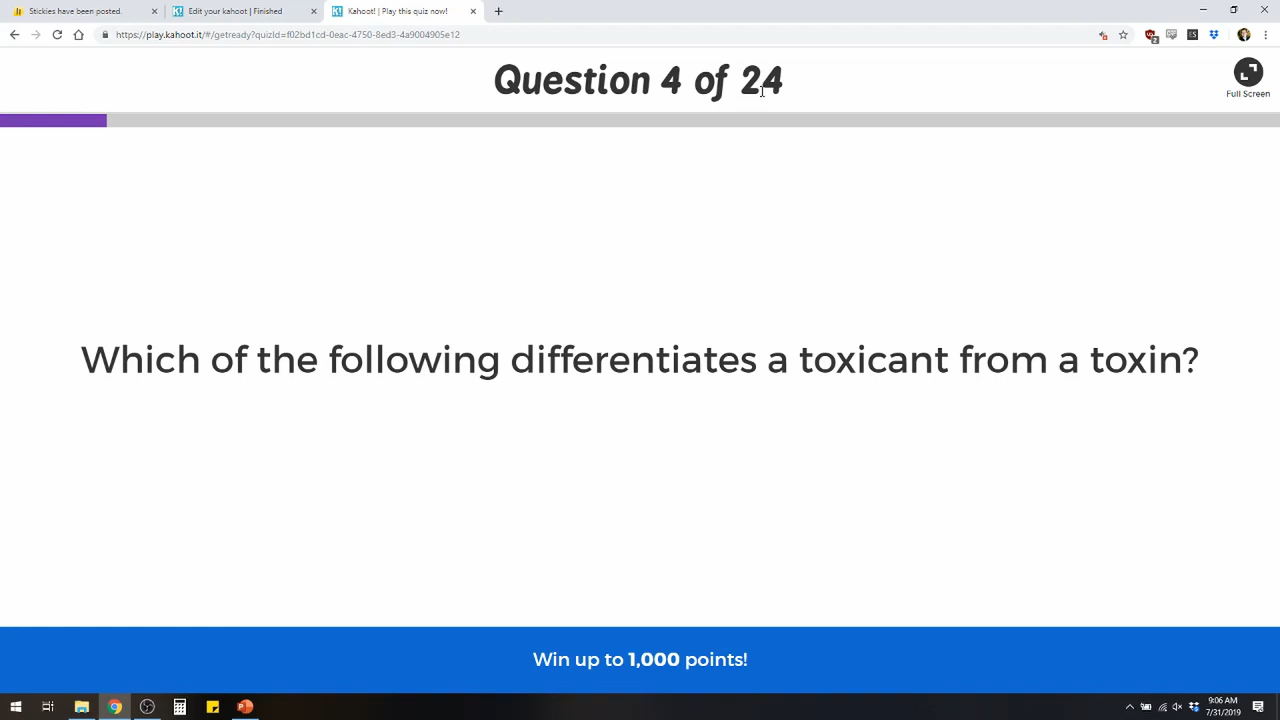 Stickies have been posted.
Edit your kahoot | Finished
Kahoot! | Play this quiz now!
https://play.kahoot.it/#/getready?quizId=f02bd1cd-0eac-4750-8ed3-4a9004905e12
Question 4 of 24
Full Screen
Which of the following differentiates a toxicant from a toxin?
Win up to 1,000 points!
9:06 AM
7/31/2019